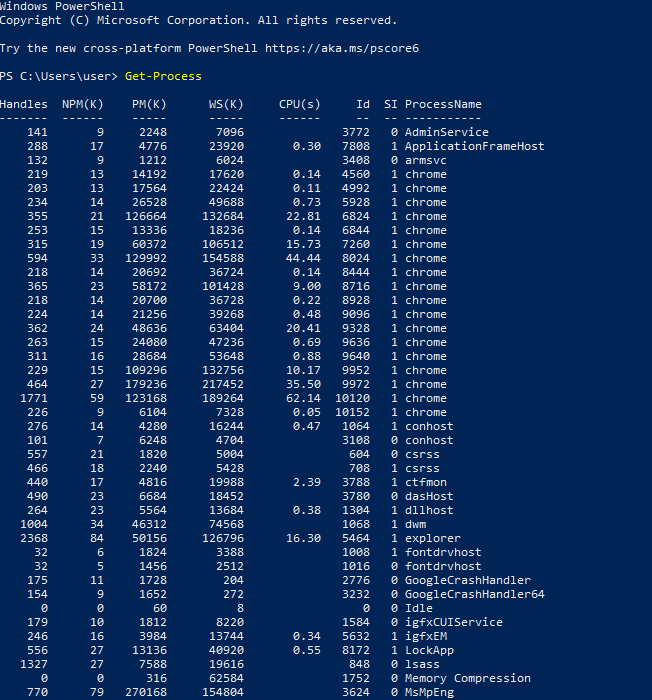 Windows PowerShell
Copyright (C) Microsoft Corporation. All rights reserved.
Try the new cross-platform PowerShell https://aka.ms/pscore6
PS C:\Users\user> Get-Process
Handles  NPM(K)    PM(K)      WS(K)     CPU(s)     Id  SI ProcessName
-------  ------    -----      -----     ------     --  -- -----------
    141       9     2248       7096              3772   0 AdminService
    288      17     4776      23920       0.30   7808   1 ApplicationFrameHost
    132       9     1212       6024              3408   0 armsvc
    219      13    14192      17620       0.14   4560   1 chrome
    203      13    17564      22424       0.11   4992   1 chrome
    234      14    26528      49688       0.73   5928   1 chrome
    355      21   126664     132684      22.81   6824   1 chrome
    253      15    13336      18236       0.14   6844   1 chrome
    315      19    60372     106512      15.73   7260   1 chrome
    594      33   129992     154588      44.44   8024   1 chrome
    218      14    20692      36724       0.14   8444   1 chrome
    365      23    58172     101428       9.00   8716   1 chrome
    218      14    20700      36728       0.22   8928   1 chrome
    224      14    21256      39268       0.48   9096   1 chrome
    362      24    48636      63404      20.41   9328   1 chrome
    263      15    24080      47236       0.69   9636   1 chrome
    311      16    28684      53648       0.88   9640   1 chrome
    229      15   109296     132756      10.17   9952   1 chrome
    464      27   179236     217452      35.50   9972   1 chrome
   1771      59   123168     189264      62.14  10120   1 chrome
    226       9     6104       7328       0.05  10152   1 chrome
    276      14     4280      16244       0.47   1064   1 conhost
    101       7     6248       4704              3108   0 conhost
    557      21     1820       5004               604   0 csrss
    466      18     2240       5428               708   1 csrss
    440      17     4816      19988       2.39   3788   1 ctfmon
    490      23     6684      18452              3780   0 dasHost
    264      23     5564      13684       0.38   1304   1 dllhost
   1004      34    46312      74568              1068   1 dwm
   2368      84    50156     126796      16.30   5464   1 explorer
     32       6     1824       3388              1008   1 fontdrvhost
     32       5     1456       2512              1016   0 fontdrvhost
    175      11     1728        204              2776   0 GoogleCrashHandler
    154       9     1652        272              3232   0 GoogleCrashHandler64
      0       0       60          8                 0   0 Idle
    179      10     1812       8220              1584   0 igfxCUIService
    246      16     3984      13744       0.34   5632   1 igfxEM
    556      27    13136      40920       0.55   8172   1 LockApp
   1327      27     7588      19616               848   0 lsass
      0       0      316      62584              1752   0 Memory Compression
    770      79   270168     154804              3624   0 MsMpEng